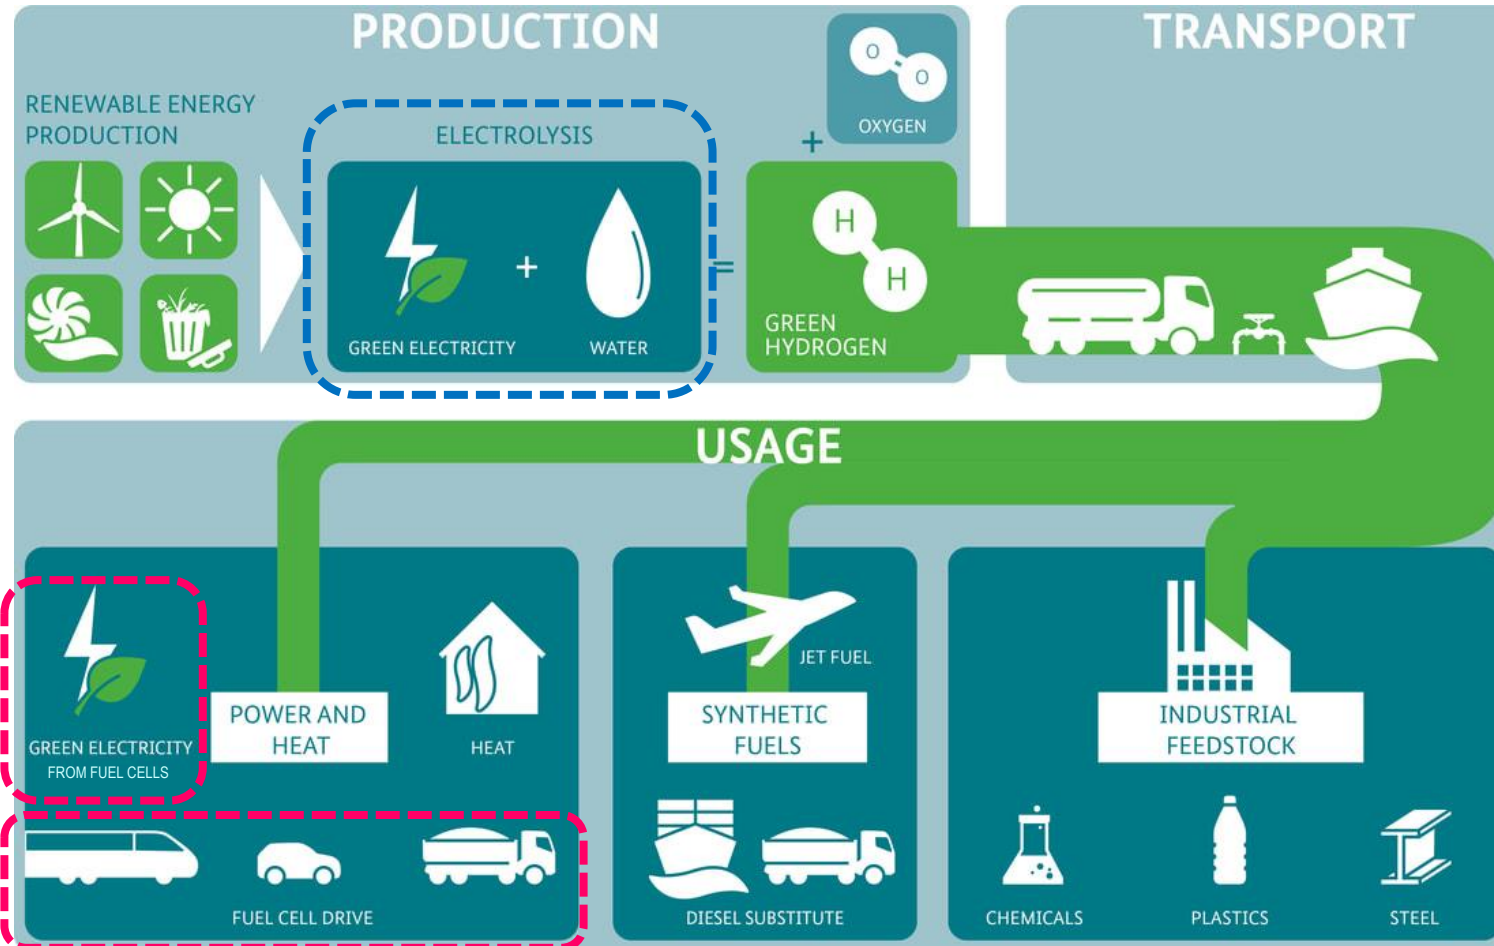 PRODUCTION
TRANSPORT
RENEWABLE ENERGY
PRODUCTION
ELECTROLYSIS
O
O
OXYGEN
+
+
=
GREEN ELECTRICITY
WATER
H
H
GREEN
HYDROGEN
USAGE
GREEN ELECTRICITY
FROM FUEL CELLS
POWER AND
HEAT
HEAT
JET FUEL
SYNTHETIC
FUELS
INDUSTRIAL
FEEDSTOCK
FUEL CELL DRIVE
DIESEL SUBSTITUTE
CHEMICALS
PLASTICS
STEEL